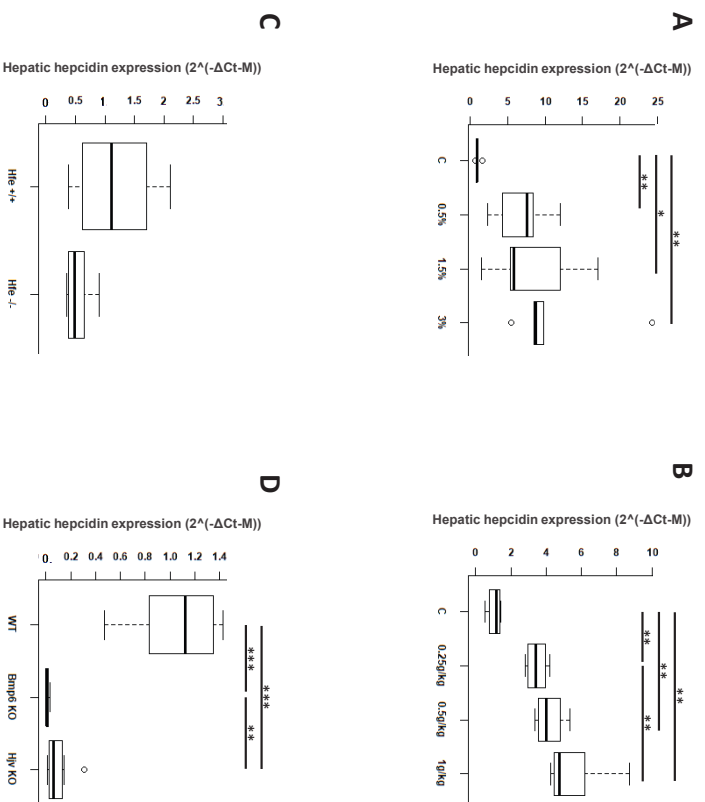 A
Hepatic hepcidin expression (2^(-ΔCt-M))
0 5 10 15 20 25
C 0.5% 1.5% 3%
**
*
**
B
Hepatic hepcidin expression (2^(-ΔCt-M))
0 2 4 6 8 10
C 0.25g/kg 0.5g/kg 1g/kg
** **
**
**
C
Hepatic hepcidin expression (2^(-ΔCt-M))
0 0.5 1 1.5 2 2.5 3
Hfe +/+ Hfe -/-
D
Hepatic hepcidin expression (2^(-ΔCt-M))
0. 0.2 0.4 0.6 0.8 1.0 1.2 1.4
WT Bmp6 KO Hjv KO
*** **
***